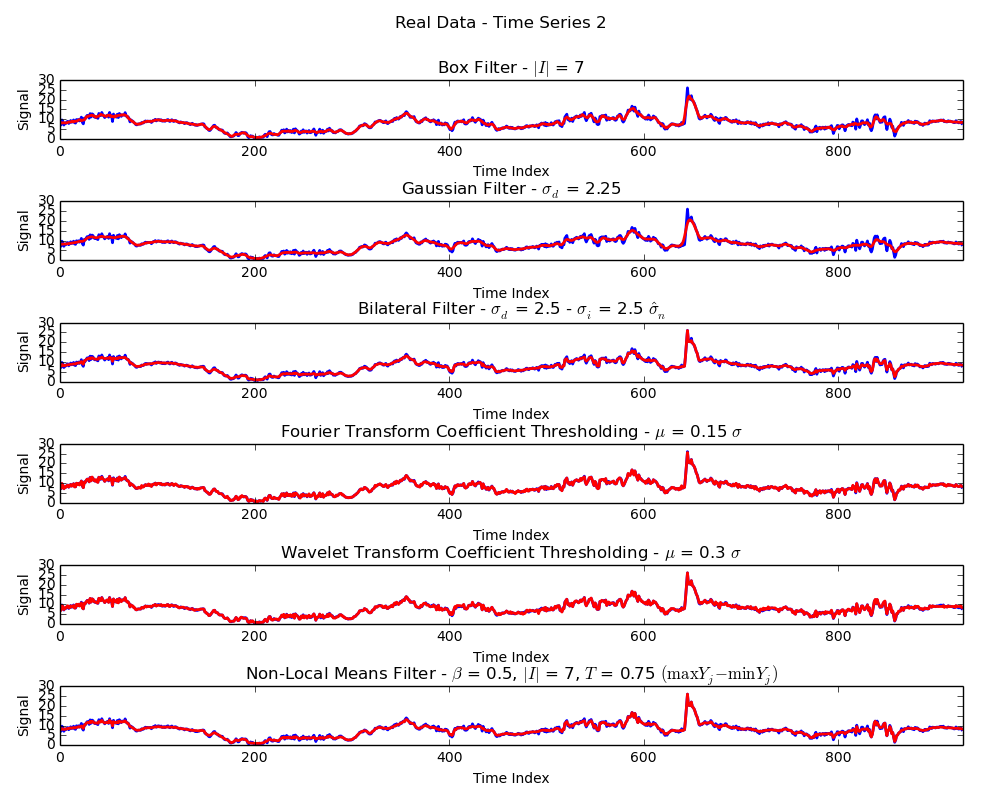 Real Data - Time Series 2
Box Filter - |I| = 7
30
25
20
15
10
5
0
Signal
0 200 400 600 800
Time Index
Gaussian Filter - σ_d = 2.25
30
25
20
15
10
5
0
Signal
0 200 400 600 800
Time Index
Bilateral Filter - σ_d = 2.5 - σ_i = 2.5 σ̂_n
30
25
20
15
10
5
0
Signal
0 200 400 600 800
Time Index
Fourier Transform Coefficient Thresholding - μ = 0.15 σ
30
25
20
15
10
5
0
Signal
0 200 400 600 800
Time Index
Wavelet Transform Coefficient Thresholding - μ = 0.3 σ
30
25
20
15
10
5
0
Signal
0 200 400 600 800
Time Index
Non-Local Means Filter - β = 0.5, |I| = 7, T = 0.75 (maxY_j−minY_j)
30
25
20
15
10
5
0
Signal
0 200 400 600 800
Time Index